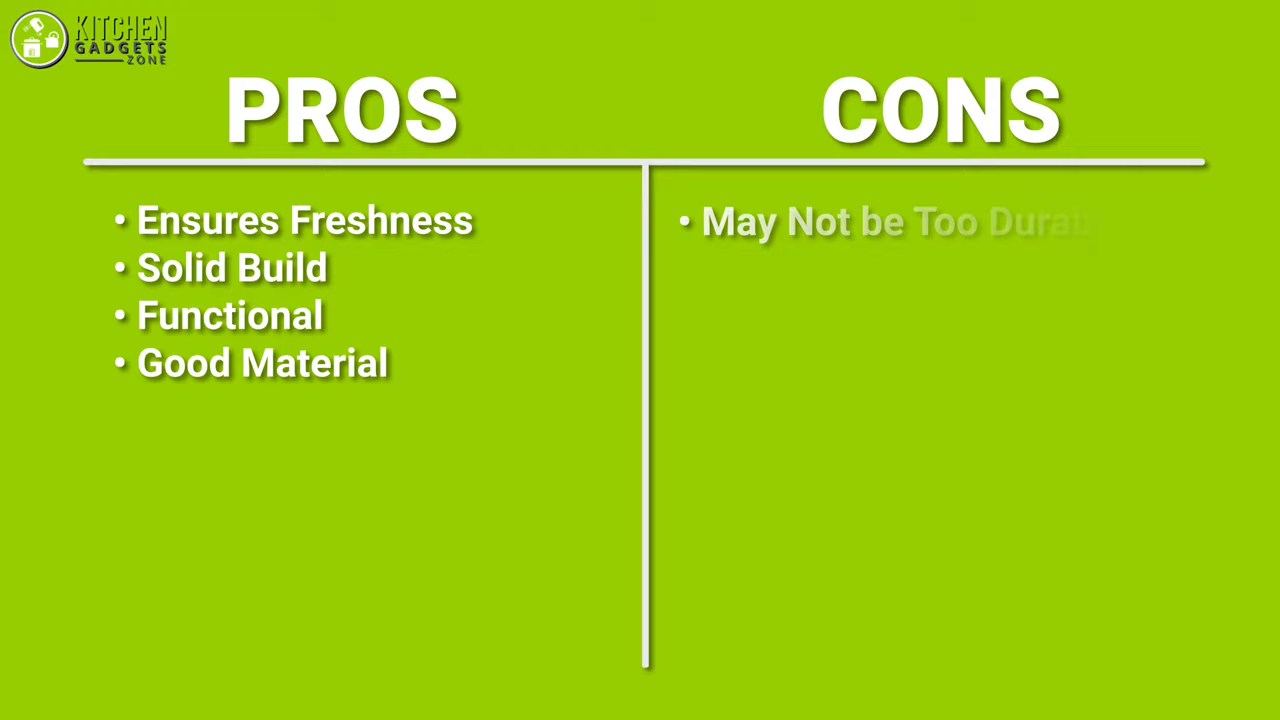 KITCHEN
GADGETS
ZONE
PROS
CONS
• Ensures Freshness
• Solid Build
• Functional
• Good Material
• May Not be Too